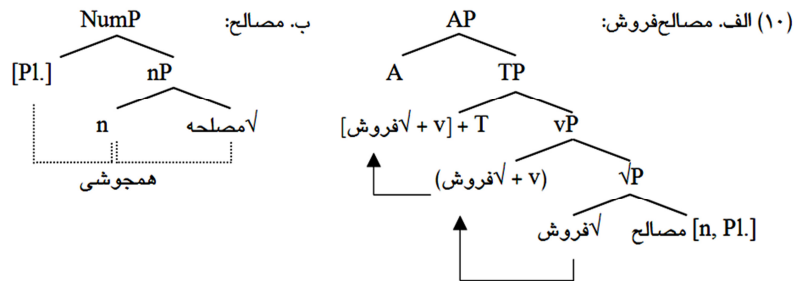 (۱۰) الف. مصالح‌فروش:
AP
A TP
[فروش√ + v] + T vP
(فروش√ + v) √P
فروش√ مصالح [n, Pl.]
ب. مصالح:
NumP
[Pl.] nP
n مصلحه√
همجوشی